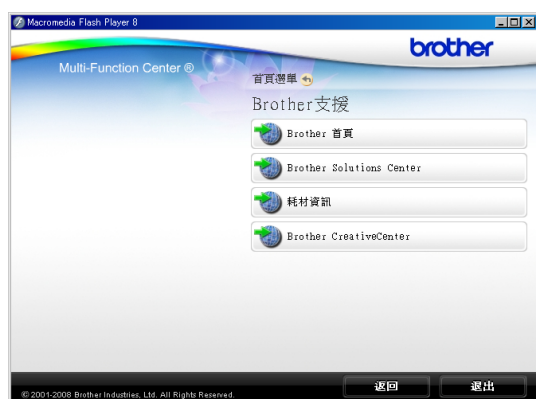 Macromedia Flash Player 8
brother
Multi-Function Center ®
首頁選單
Brother支援
Brother 首頁
Brother Solutions Center
耗材資訊
Brother CreativeCenter
返回
退出
© 2001-2008 Brother Industries, Ltd. All Rights Reserved.